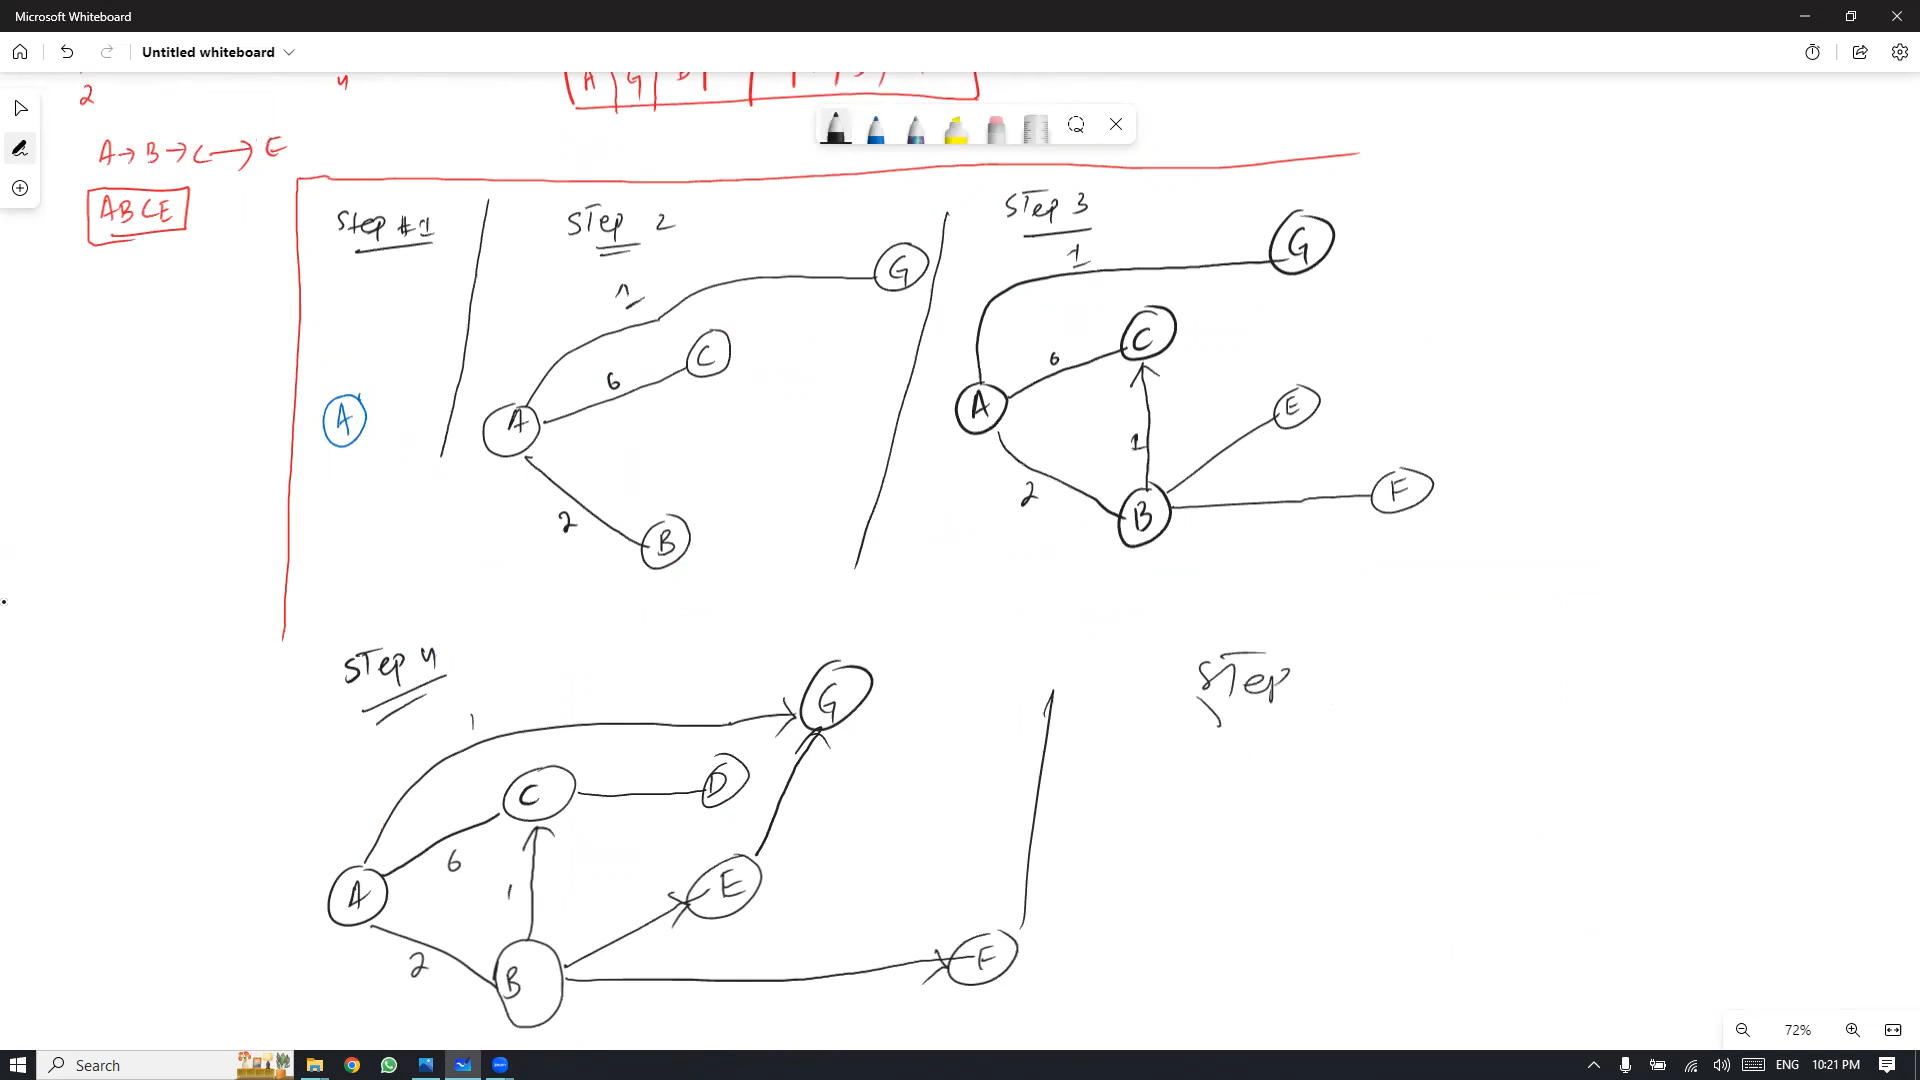 Microsoft Whiteboard
Untitled whiteboard
2
4
A G
A → B → C → E
ABCE
Step #1
STep 2
STep 3
1
G
1
G
C
C
6
6
A
A
A
E
1
2
2
B
B
F
STep 4
STep
1
G
C
D
6
A
E
1
2
B
F
72%
Search
ENG
10:21 PM